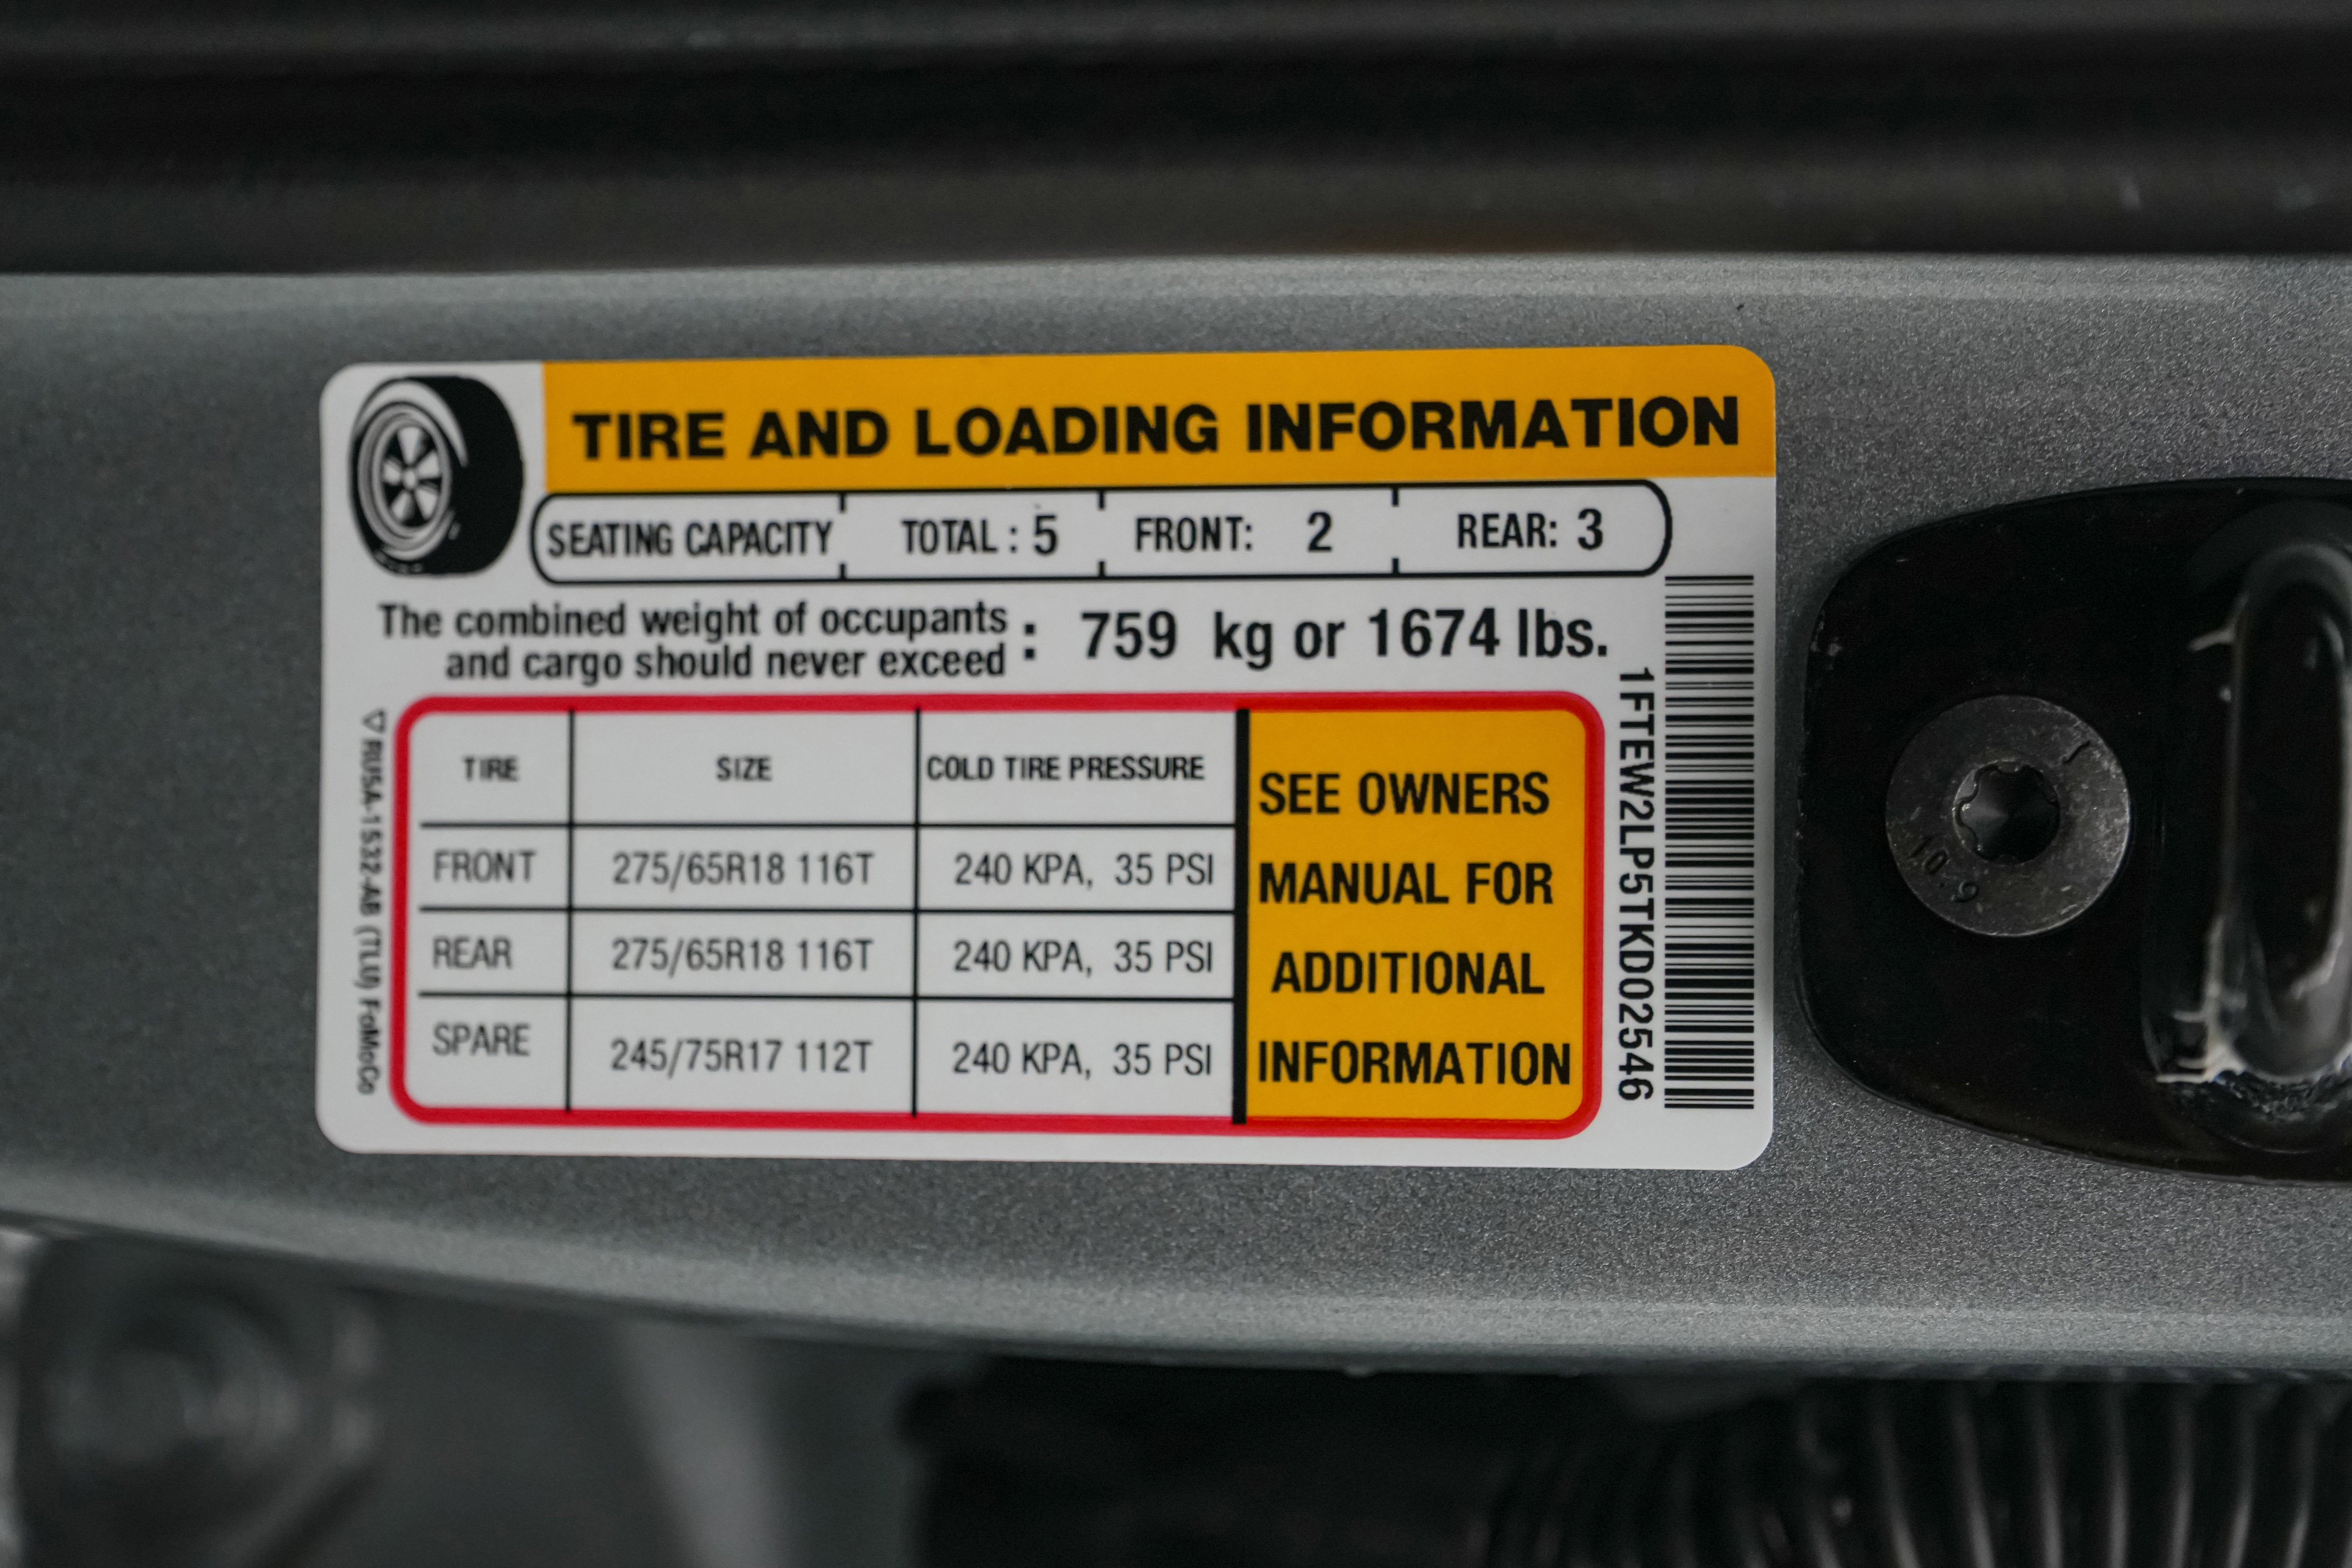 TIRE AND LOADING INFORMATION
SEATING CAPACITY TOTAL : 5 FRONT: 2 REAR: 3
The combined weight of occupants
and cargo should never exceed : 759 kg or 1674 lbs.
TIRE SIZE COLD TIRE PRESSURE
FRONT 275/65R18 116T 240 KPA, 35 PSI
REAR 275/65R18 116T 240 KPA, 35 PSI
SPARE 245/75R17 112T 240 KPA, 35 PSI
SEE OWNERS
MANUAL FOR
ADDITIONAL
INFORMATION
1FTEW2LP5TKD02546
RU5A-1532-AB (TLU) FoMoCo
10.9